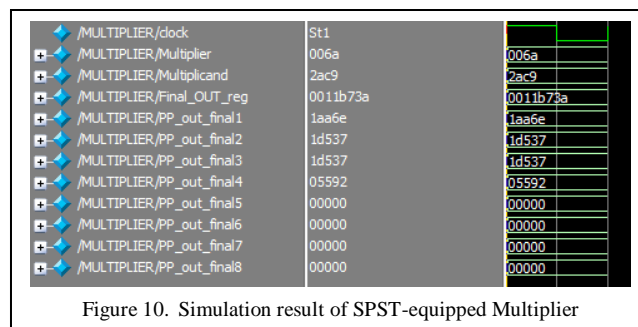 /MULTIPLIER/clock St1
/MULTIPLIER/Multiplier 006a 006a
/MULTIPLIER/Multiplicand 2ac9 2ac9
/MULTIPLIER/Final_OUT_reg 0011b73a 0011b73a
/MULTIPLIER/PP_out_final1 1aa6e 1aa6e
/MULTIPLIER/PP_out_final2 1d537 1d537
/MULTIPLIER/PP_out_final3 1d537 1d537
/MULTIPLIER/PP_out_final4 05592 05592
/MULTIPLIER/PP_out_final5 00000 00000
/MULTIPLIER/PP_out_final6 00000 00000
/MULTIPLIER/PP_out_final7 00000 00000
/MULTIPLIER/PP_out_final8 00000 00000
Figure 10. Simulation result of SPST-equipped Multiplier